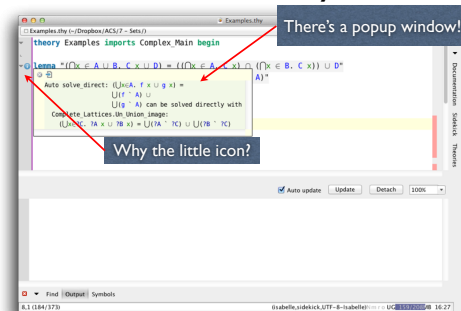 Examples.thy
There's a popup window!
Examples.thy (~/Dropbox/ACS/7 - Sets/)
theory Examples imports Complex_Main begin
lemma "(⋂x ∈ A ∪ B. C x ∪ D) = ((⋂x ∈ A. C x) ∩ (⋂x ∈ B. C x)) ∪ D"
A)"
Auto solve_direct: (⋃x∈A. f x ∪ g x) =
⋃(f ` A) ∪
⋃(g ` A) can be solved directly with
Complete_Lattices.Un_Union_image:
(⋃x∈?C. ?A x ∪ ?B x) = ⋃(?A ` ?C) ∪ ⋃(?B ` ?C)
Why the little icon?
Documentation
Sidekick
Theories
Auto update
Update
Detach
100%
Find Output Symbols
8,1 (184/373)
(isabelle,sidekick,UTF-8-Isabelle)
UG
16:27